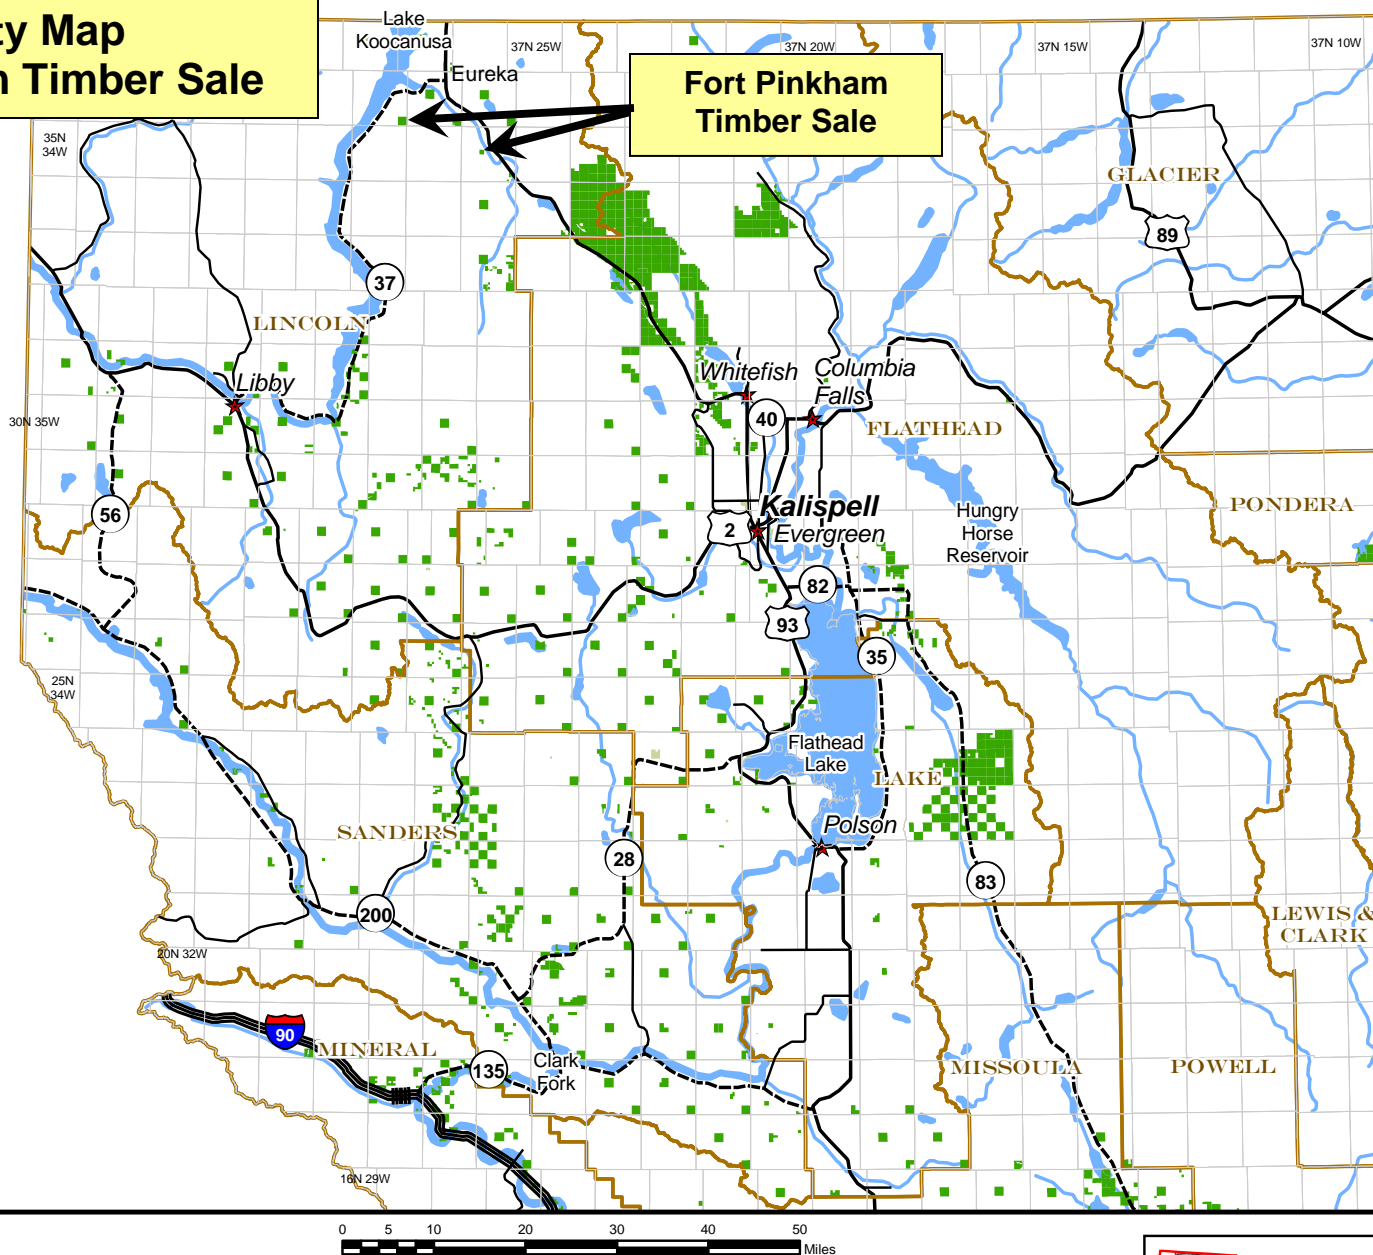 ty Map
Timber Sale
Lake
Koocanusa
37N 25W
37N 20W
37N 15W
37N 10W
Eureka
Fort Pinkham
Timber Sale
35N
34W
GLACIER
89
37
LINCOLN
Libby
Whitefish
Columbia
Falls
40
30N 35W
FLATHEAD
56
PONDERA
Kalispell
2
Evergreen
Hungry
Horse
Reservoir
82
93
35
25N
34W
Flathead
Lake
LAKE
Polson
SANDERS
28
83
200
LEWIS &
CLARK
20N 32W
90
MINERAL
135
Clark
Fork
MISSOULA
POWELL
16N 29W
0 5 10 20 30 40 50
Miles